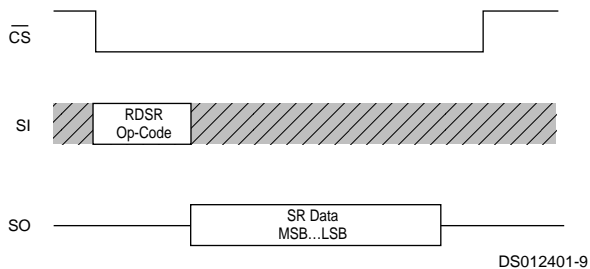 CS
SI
RDSR
Op-Code
SO
SR Data
MSB...LSB
DS012401-9